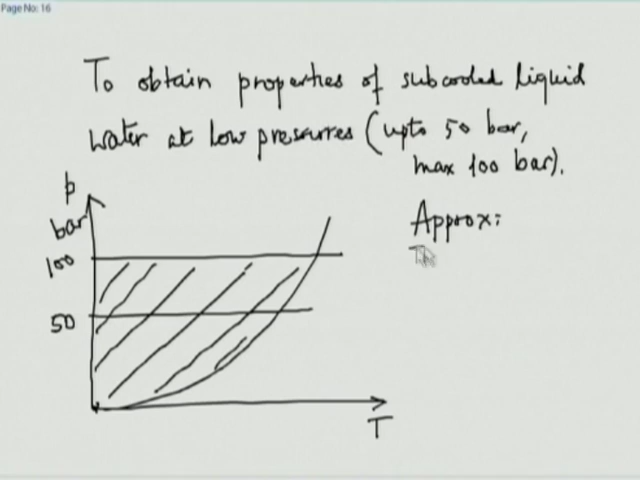 Page No: 16
To obtain properties of subcooled liquid
Water at low pressures (upto 50 bar,
max 100 bar).
p
bar
100
50
T
Approx: